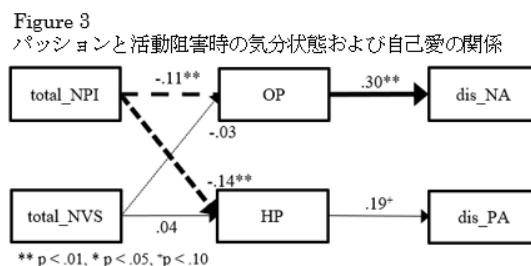 Figure 3
パッションと活動阻害時の気分状態および自己愛の関係
total_NPI
-.11**
OP
.30**
dis_NA
-.03
-.14**
total_NVS
.04
HP
.19⁺
dis_PA
** p < .01, * p < .05, ⁺p < .10